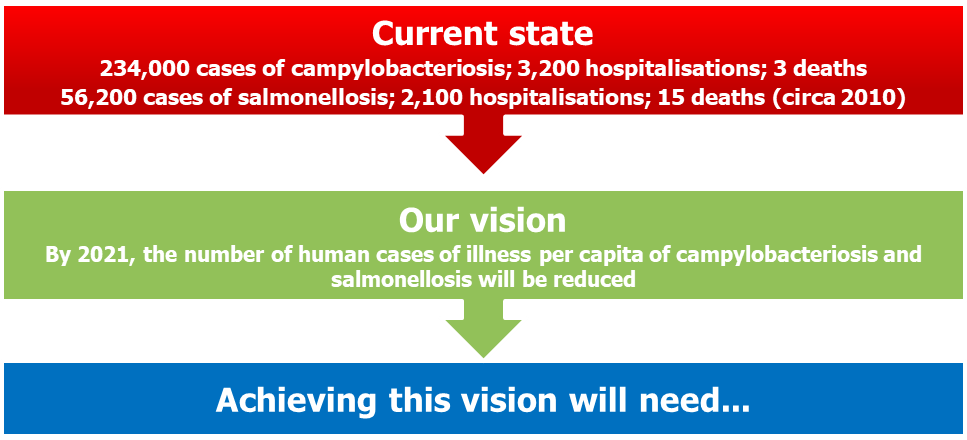 Current state
234,000 cases of campylobacteriosis; 3,200 hospitalisations; 3 deaths
56,200 cases of salmonellosis; 2,100 hospitalisations; 15 deaths (circa 2010)
Our vision
By 2021, the number of human cases of illness per capita of campylobacteriosis and
salmonellosis will be reduced
Achieving this vision will need...